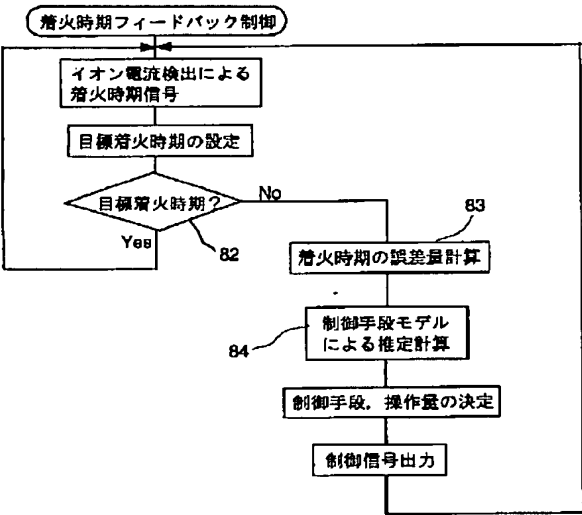 着火時期フィードバック制御
イオン電流検出による
着火時期信号
目標着火時期の設定
目標着火時期?
No
Yes
82
83
着火時期の誤差量計算
制御手段モデル
による推定計算
84
制御手段,操作量の決定
制御信号出力